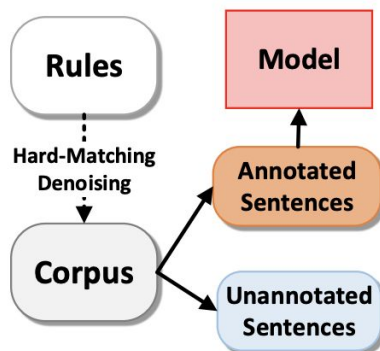 Rules
Model
Hard-Matching
Denoising
Annotated
Sentences
Corpus
Unannotated
Sentences